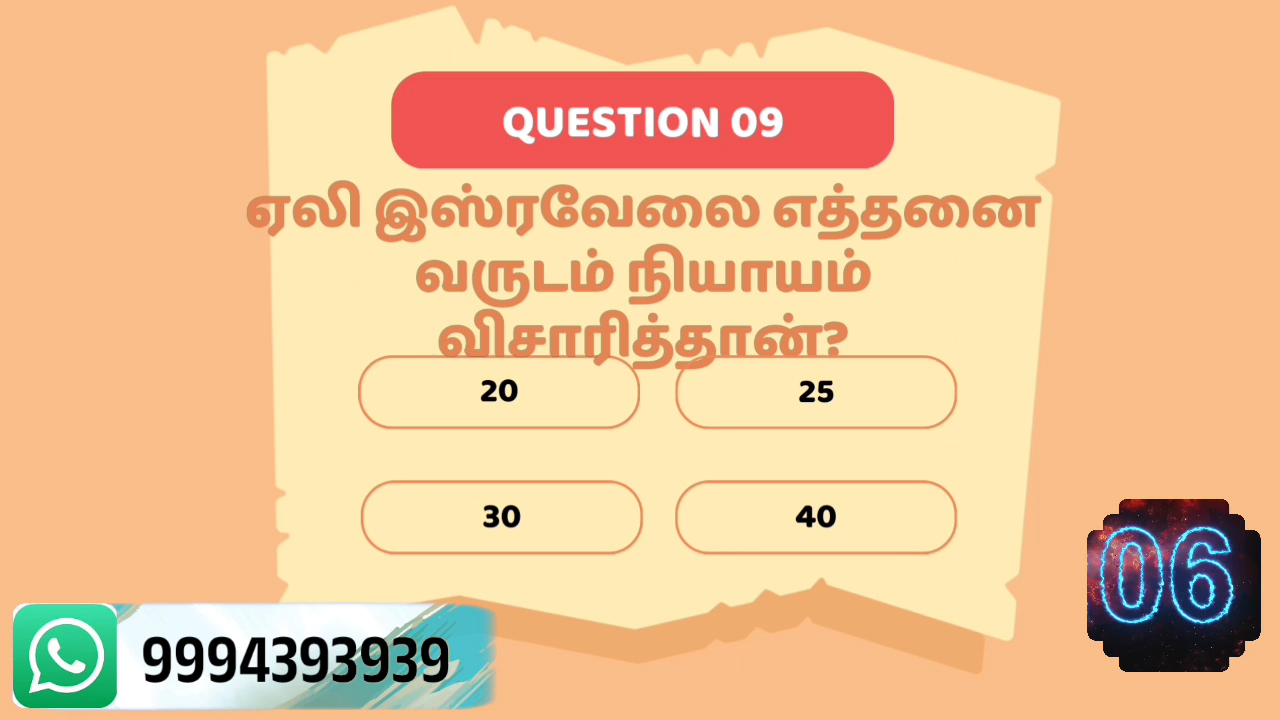 QUESTION 09
ஏலி இஸ்ரவேலை எத்தனை
வருடம் நியாயம்
விசாரித்தான்?
20
25
30
40
06
9994393939